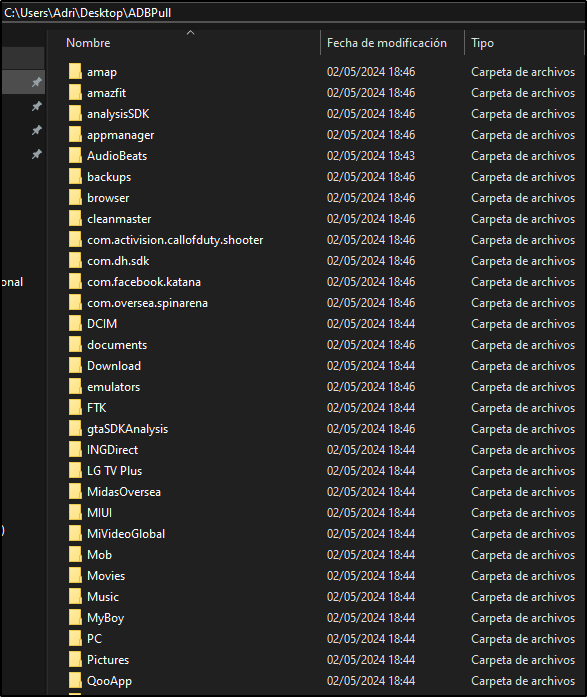 C:\Users\Adri\Desktop\ADBPull
Nombre Fecha de modificación Tipo
amap 02/05/2024 18:46 Carpeta de archivos
amazfit 02/05/2024 18:46 Carpeta de archivos
analysisSDK 02/05/2024 18:46 Carpeta de archivos
appmanager 02/05/2024 18:46 Carpeta de archivos
AudioBeats 02/05/2024 18:43 Carpeta de archivos
backups 02/05/2024 18:46 Carpeta de archivos
browser 02/05/2024 18:46 Carpeta de archivos
cleanmaster 02/05/2024 18:46 Carpeta de archivos
com.activision.callofduty.shooter 02/05/2024 18:46 Carpeta de archivos
com.dh.sdk 02/05/2024 18:46 Carpeta de archivos
onal com.facebook.katana 02/05/2024 18:46 Carpeta de archivos
com.oversea.spinarena 02/05/2024 18:46 Carpeta de archivos
DCIM 02/05/2024 18:44 Carpeta de archivos
documents 02/05/2024 18:46 Carpeta de archivos
Download 02/05/2024 18:44 Carpeta de archivos
emulators 02/05/2024 18:46 Carpeta de archivos
FTK 02/05/2024 18:44 Carpeta de archivos
gtaSDKAnalysis 02/05/2024 18:46 Carpeta de archivos
INGDirect 02/05/2024 18:44 Carpeta de archivos
LG TV Plus 02/05/2024 18:44 Carpeta de archivos
MidasOversea 02/05/2024 18:44 Carpeta de archivos
MIUI 02/05/2024 18:44 Carpeta de archivos
) MiVideoGlobal 02/05/2024 18:44 Carpeta de archivos
Mob 02/05/2024 18:44 Carpeta de archivos
Movies 02/05/2024 18:44 Carpeta de archivos
Music 02/05/2024 18:44 Carpeta de archivos
MyBoy 02/05/2024 18:44 Carpeta de archivos
PC 02/05/2024 18:44 Carpeta de archivos
Pictures 02/05/2024 18:44 Carpeta de archivos
QooApp 02/05/2024 18:44 Carpeta de archivos